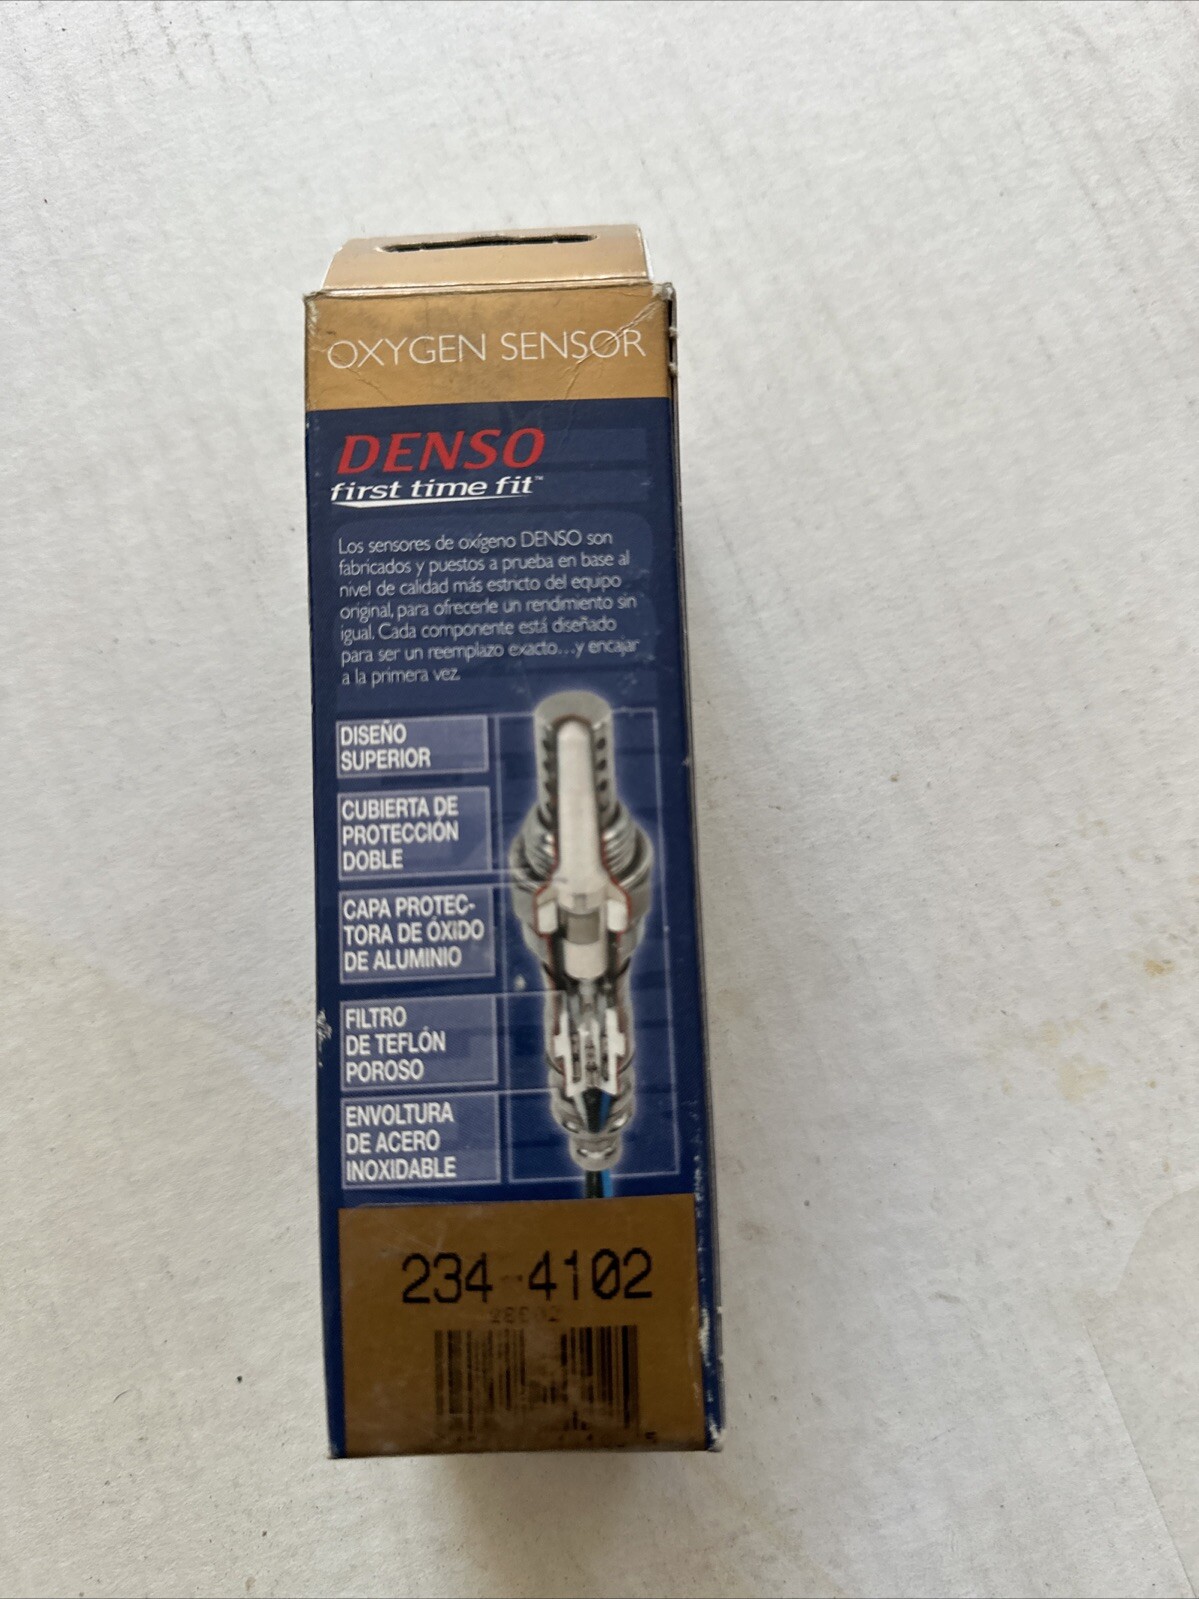 OXYGEN SENSOR
DENSO
first time fit™
Los sensores de oxígeno DENSO son
fabricados y puestos a prueba en base al
nivel de calidad más estricto del equipo
original, para ofrecerle un rendimiento sin
igual. Cada componente está diseñado
para ser un reemplazo exacto...y encajar
a la primera vez.
DISEÑO
SUPERIOR
CUBIERTA DE
PROTECCIÓN
DOBLE
CAPA PROTEC-
TORA DE ÓXIDO
DE ALUMINIO
FILTRO
DE TEFLÓN
POROSO
ENVOLTURA
DE ACERO
INOXIDABLE
234-4102